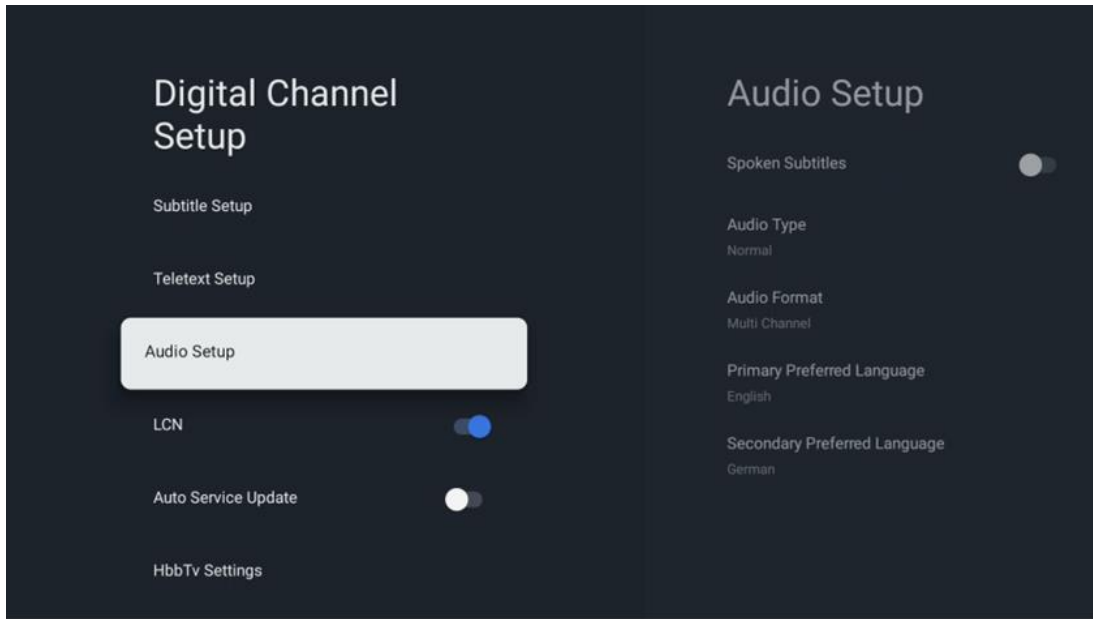 Digital Channel
Setup
Subtitle Setup
Teletext Setup
Audio Setup
LCN
Auto Service Update
HbbTv Settings
Audio Setup
Spoken Subtitles
Audio Type
Normal
Audio Format
Multi Channel
Primary Preferred Language
English
Secondary Preferred Language
German